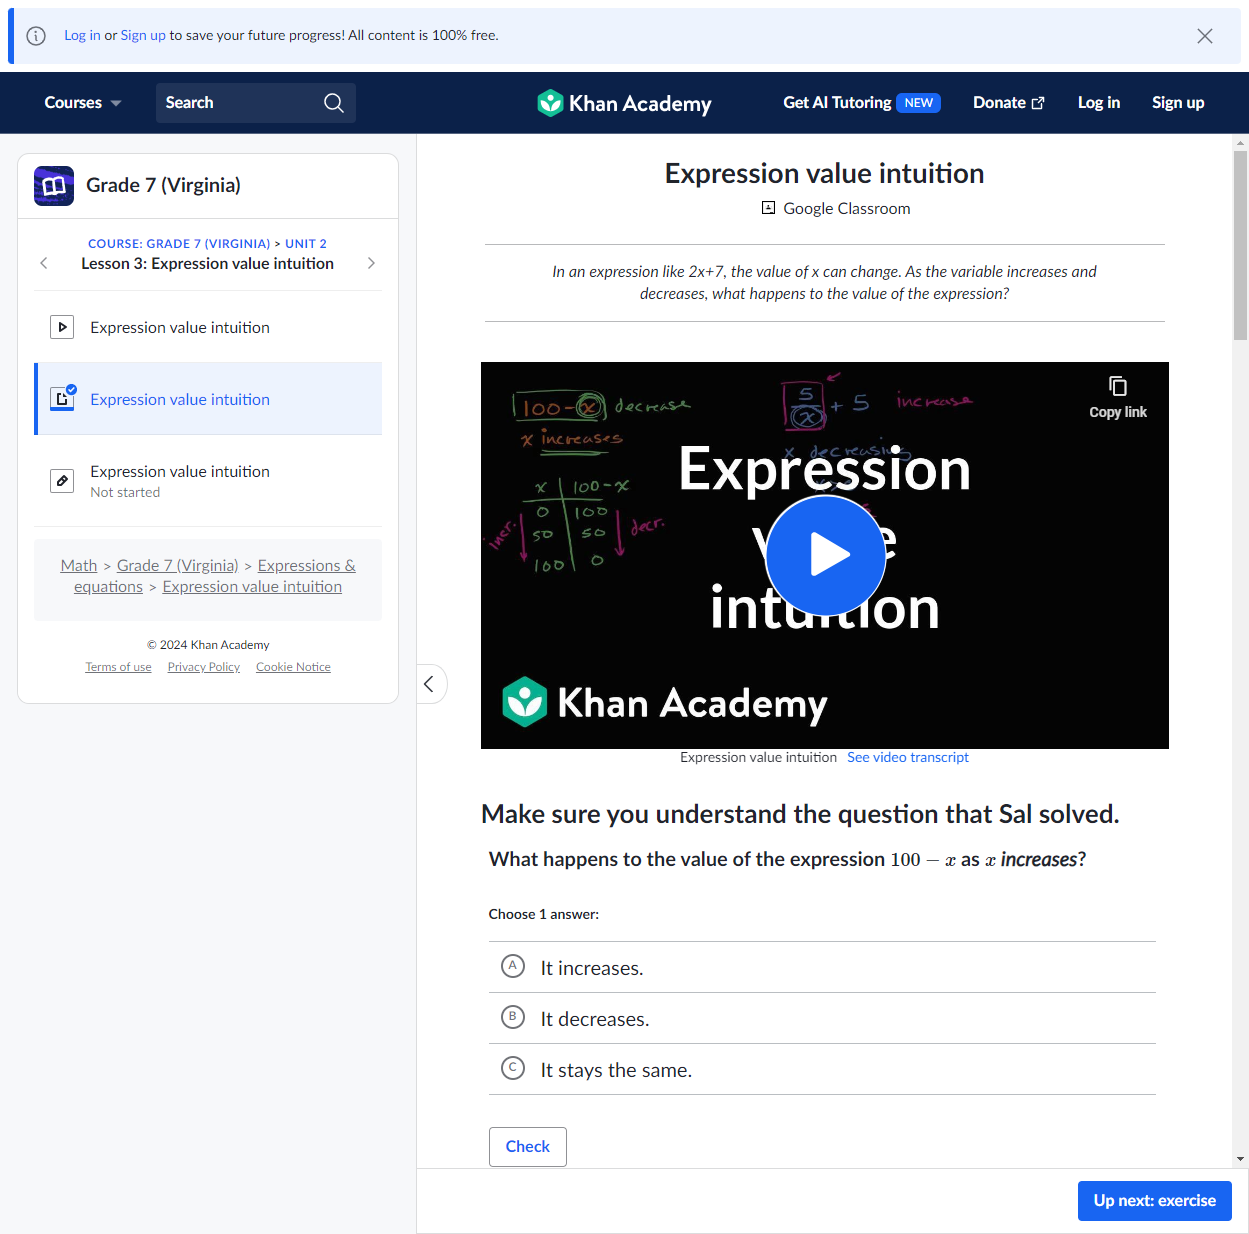 Log in or Sign up to save your future progress! All content is 100% free.
Courses
Search
Khan Academy
Get AI Tutoring NEW
Donate
Log in
Sign up
Grade 7 (Virginia)
COURSE: GRADE 7 (VIRGINIA) > UNIT 2
Lesson 3: Expression value intuition
Expression value intuition
Expression value intuition
Expression value intuition
Not started
Math > Grade 7 (Virginia) > Expressions &
equations > Expression value intuition
© 2024 Khan Academy
Terms of use Privacy Policy Cookie Notice
Expression value intuition
Google Classroom
In an expression like 2x+7, the value of x can change. As the variable increases and
decreases, what happens to the value of the expression?
100-x decrease
x increases
x 100-x
0 100
50 50
100 0
incr. decr.
5/x + 5 increase
x decreasing
Copy link
Expression
intuition
Khan Academy
Expression value intuition See video transcript
Make sure you understand the question that Sal solved.
What happens to the value of the expression 100 − x as x increases?
Choose 1 answer:
A It increases.
B It decreases.
C It stays the same.
Check
Up next: exercise